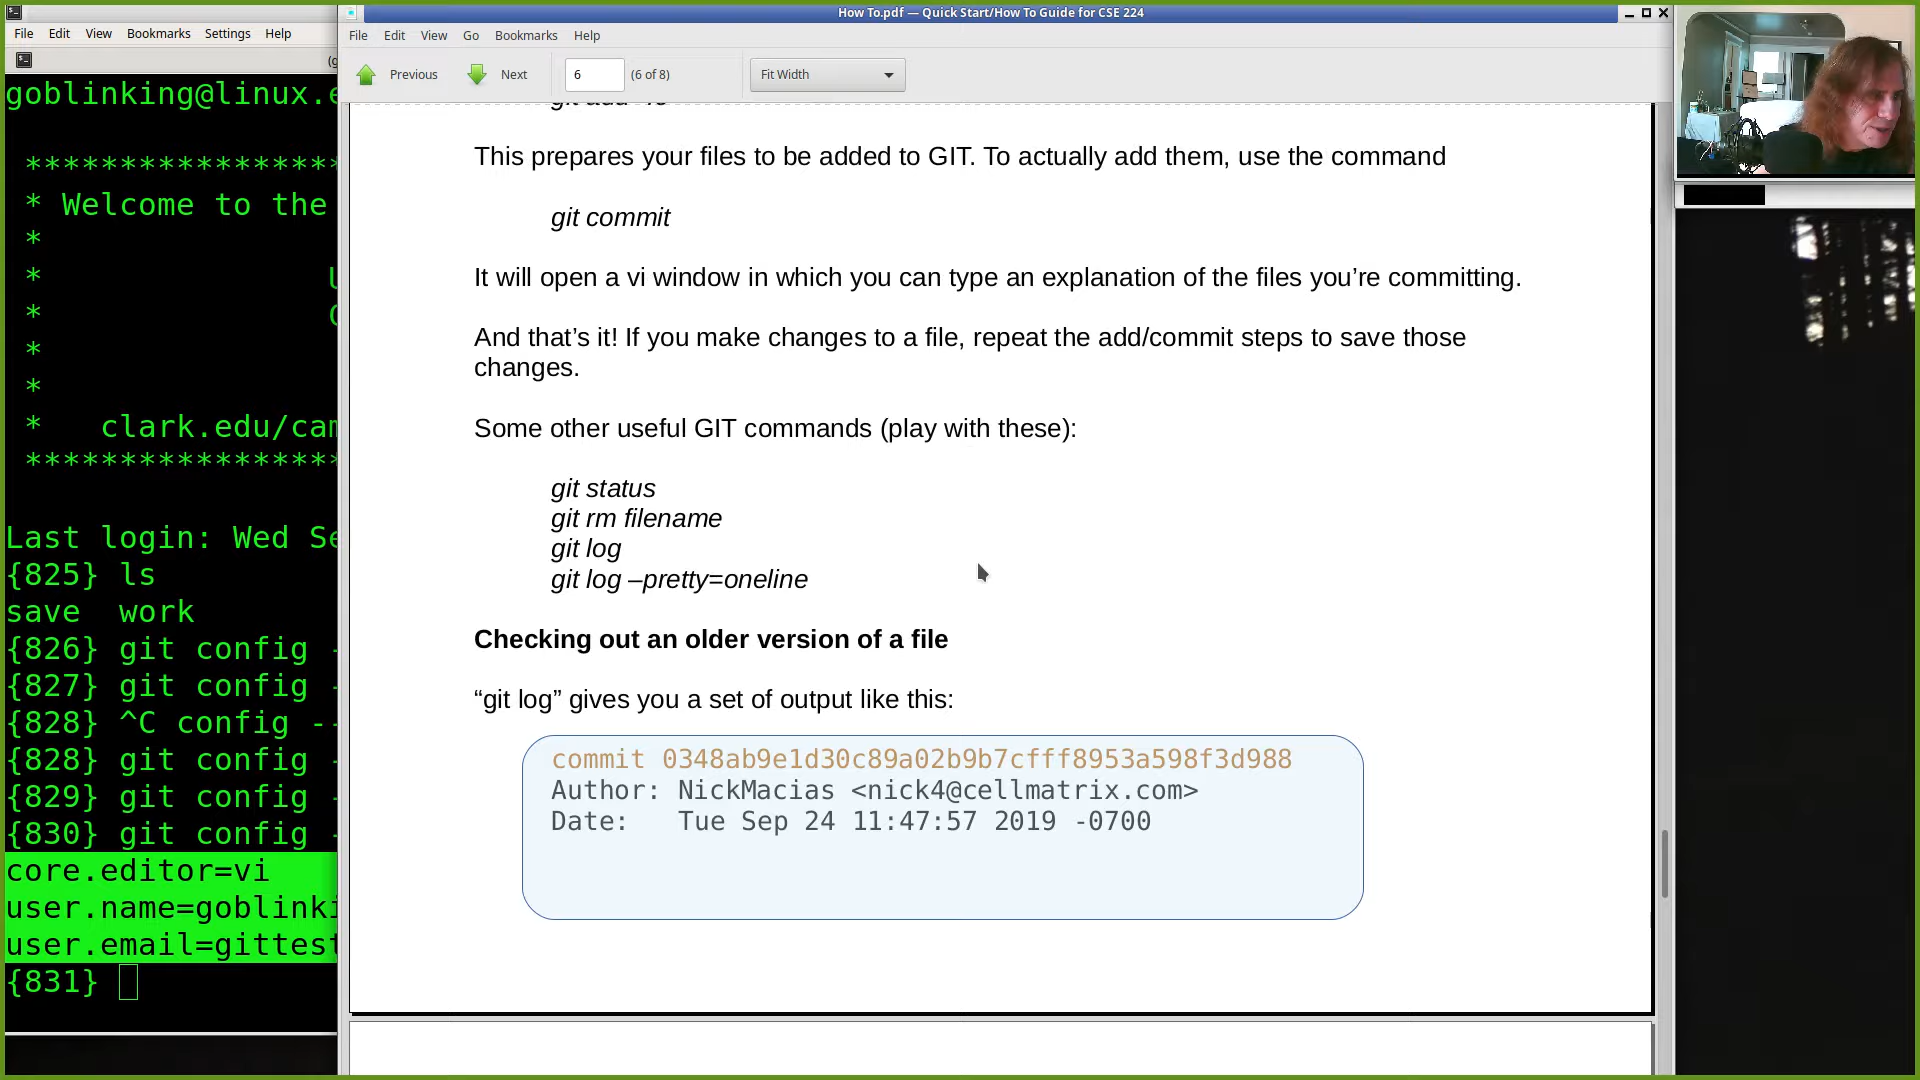 File Edit View Bookmarks Settings Help
goblinking@linux.e
*****************
* Welcome to the
*
*
*
*
*
* clark.edu/cam
*****************
Last login: Wed Se
{825} ls
save work
{826} git config -
{827} git config -
{828} ^C config --
{828} git config -
{829} git config -
{830} git config -
core.editor=vi
user.name=goblinki
user.email=gittest
{831}
How To.pdf — Quick Start/How To Guide for CSE 224
File Edit View Go Bookmarks Help
Previous Next 6 (6 of 8) Fit Width
This prepares your files to be added to GIT. To actually add them, use the command
git commit
It will open a vi window in which you can type an explanation of the files you’re committing.
And that’s it! If you make changes to a file, repeat the add/commit steps to save those
changes.
Some other useful GIT commands (play with these):
git status
git rm filename
git log
git log –pretty=oneline
Checking out an older version of a file
“git log” gives you a set of output like this:
commit 0348ab9e1d30c89a02b9b7cfff8953a598f3d988
Author: NickMacias <nick4@cellmatrix.com>
Date: Tue Sep 24 11:47:57 2019 -0700